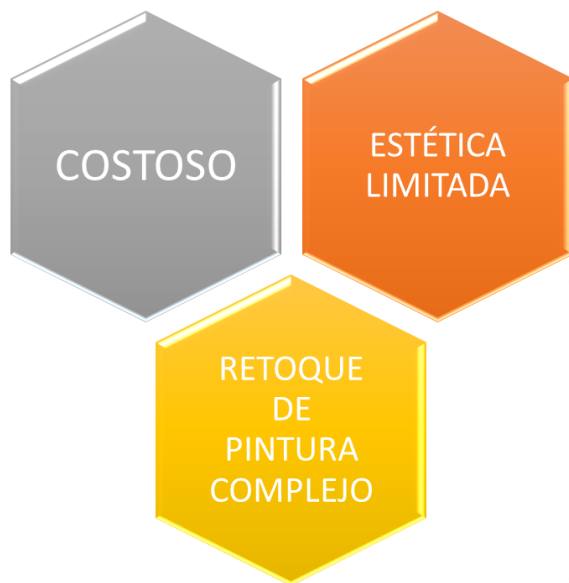 COSTOSO
ESTÉTICA
LIMITADA
RETOQUE
DE
PINTURA
COMPLEJO